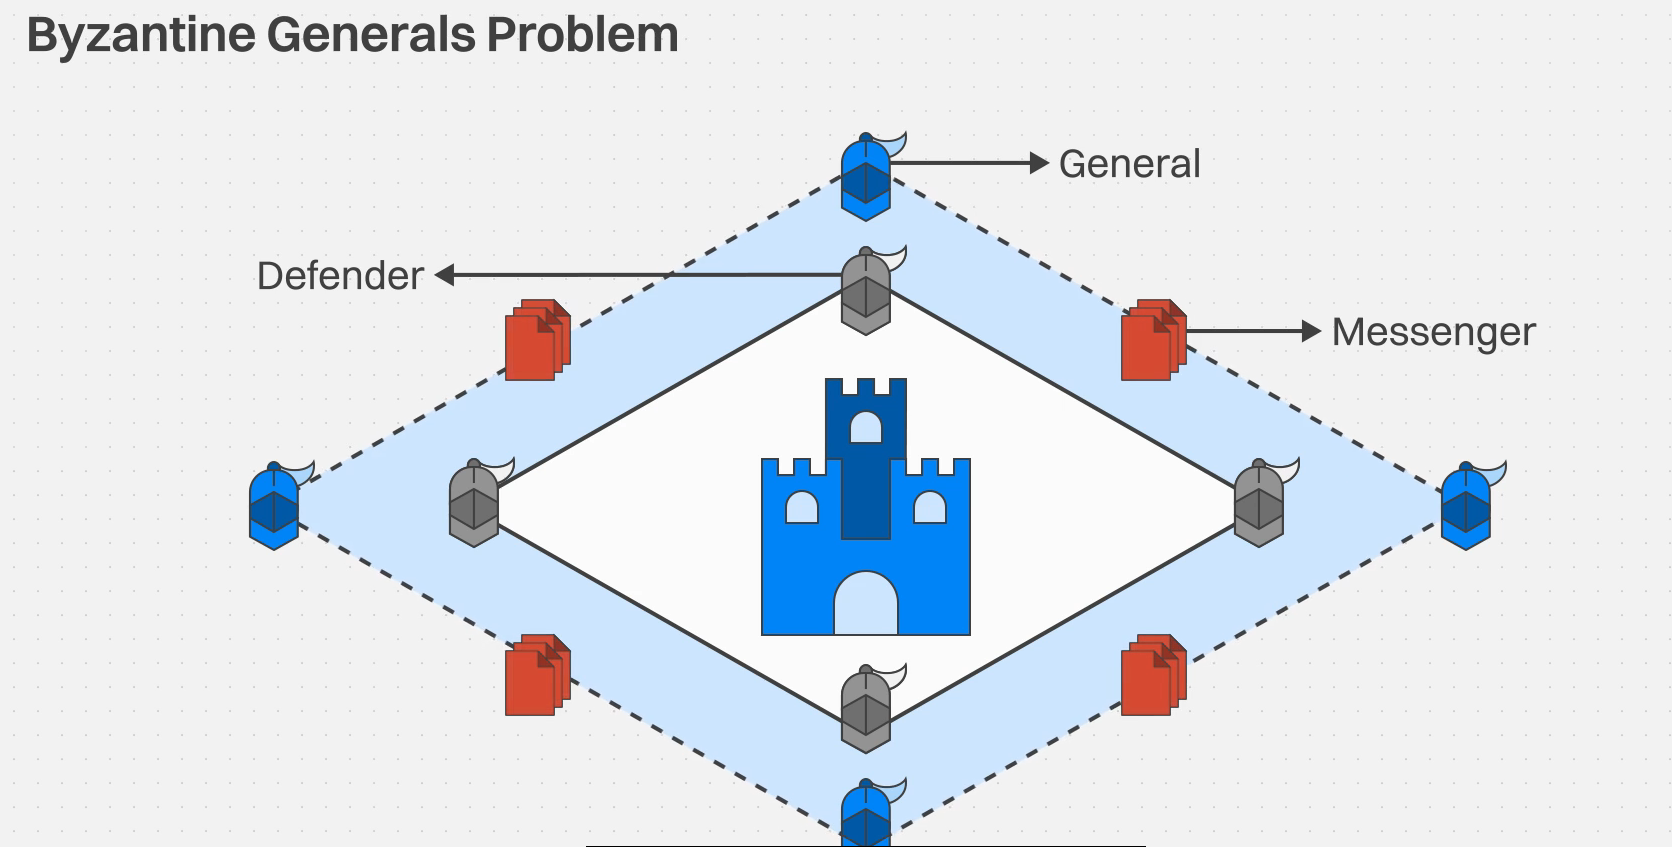 Byzantine Generals Problem
General
Defender
Messenger